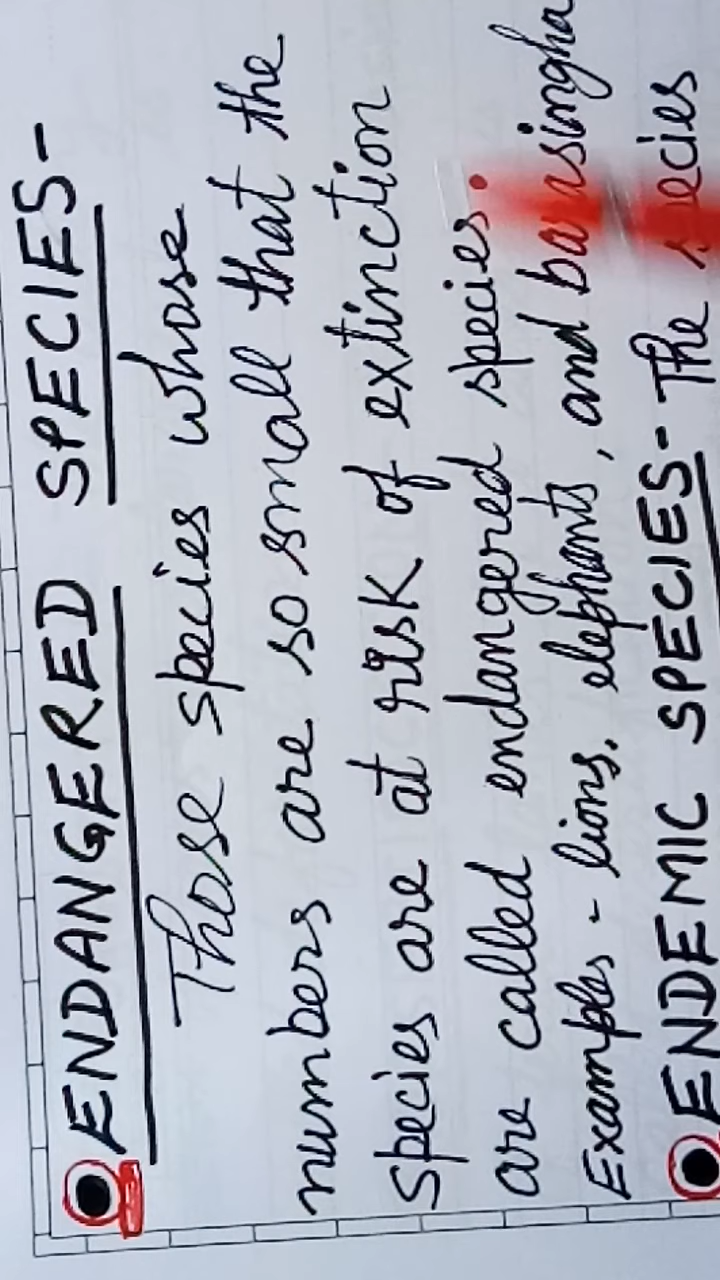 ENDANGERED SPECIES-
Those species whose
numbers are so small that the
species are at risk of extinction
are called endangered species.
Examples - lions, elephants, and barasingha
ENDEMIC SPECIES- The species